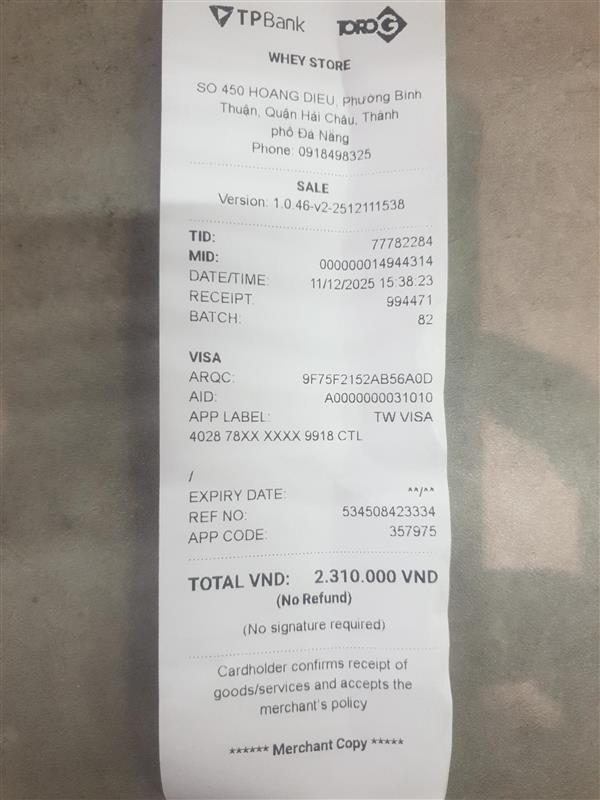 TPBank TOROG
WHEY STORE
SO 450 HOANG DIEU, Phường Bình
Thuận, Quận Hải Châu, Thành
phố Đà Nẵng
Phone: 0918498325
SALE
Version: 1.0.46-v2-2512111538
TID: 77782284
MID: 000000014944314
DATE/TIME: 11/12/2025 15:38:23
RECEIPT: 994471
BATCH: 82
VISA
ARQC: 9F75F2152AB56A0D
AID: A0000000031010
APP LABEL: TW VISA
4028 78XX XXXX 9918 CTL
/
EXPIRY DATE: **/**
REF NO: 534508423334
APP CODE: 357975
TOTAL VND: 2.310.000 VND
(No Refund)
(No signature required)
Cardholder confirms receipt of
goods/services and accepts the
merchant's policy
****** Merchant Copy *****